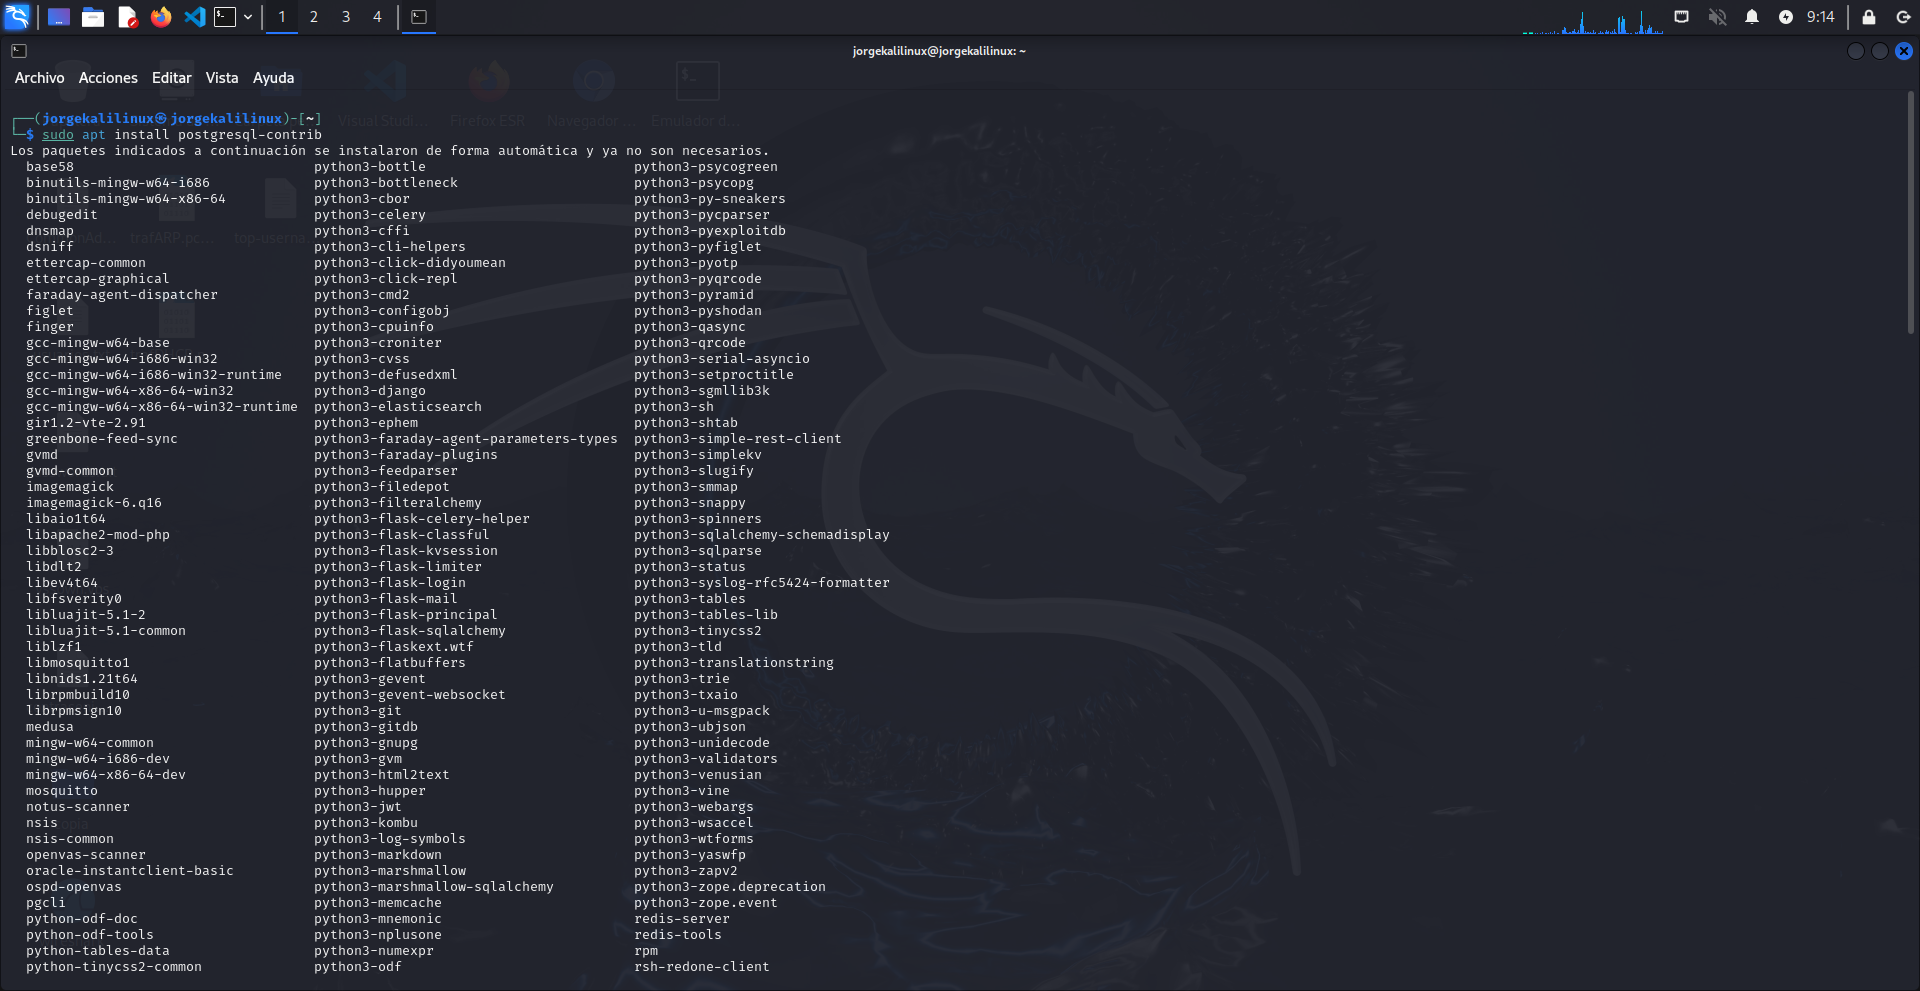 1 2 3 4 9:14
jorgekalilinux@jorgekalilinux: ~
Archivo Acciones Editar Vista Ayuda
Visual Studi... Firefox ESR Navegador ... Emulador d...
┌──(jorgekalilinux㉿jorgekalilinux)-[~]
└─$ sudo apt install postgresql-contrib
Los paquetes indicados a continuación se instalaron de forma automática y ya no son necesarios.
base58 python3-bottle python3-psycogreen
binutils-mingw-w64-i686 python3-bottleneck python3-psycopg
binutils-mingw-w64-x86-64 python3-cbor python3-py-sneakers
debugedit python3-celery python3-pycparser
dnsmap python3-cffi python3-pyexploitdb
trafARP.pc... top-userna...
dsniff python3-cli-helpers python3-pyfiglet
ettercap-common python3-click-didyoumean python3-pyotp
ettercap-graphical python3-click-repl python3-pyqrcode
faraday-agent-dispatcher python3-cmd2 python3-pyramid
figlet python3-configobj python3-pyshodan
finger python3-cpuinfo python3-qasync
gcc-mingw-w64-base python3-croniter python3-qrcode
gcc-mingw-w64-i686-win32 python3-cvss python3-serial-asyncio
gcc-mingw-w64-i686-win32-runtime python3-defusedxml python3-setproctitle
gcc-mingw-w64-x86-64-win32 python3-django python3-sgmllib3k
gcc-mingw-w64-x86-64-win32-runtime python3-elasticsearch python3-sh
gir1.2-vte-2.91 python3-ephem python3-shtab
greenbone-feed-sync python3-faraday-agent-parameters-types python3-simple-rest-client
gvmd python3-faraday-plugins python3-simplekv
gvmd-common python3-feedparser python3-slugify
imagemagick python3-filedepot python3-smmap
imagemagick-6.q16 python3-filteralchemy python3-snappy
libaio1t64 python3-flask-celery-helper python3-spinners
libapache2-mod-php python3-flask-classful python3-sqlalchemy-schemadisplay
libblosc2-3 python3-flask-kvsession python3-sqlparse
libdlt2 python3-flask-limiter python3-status
libev4t64 python3-flask-login python3-syslog-rfc5424-formatter
libfsverity0 python3-flask-mail python3-tables
libluajit-5.1-2 python3-flask-principal python3-tables-lib
libluajit-5.1-common python3-flask-sqlalchemy python3-tinycss2
liblzf1 python3-flaskext.wtf python3-tld
libmosquitto1 python3-flatbuffers python3-translationstring
libnids1.21t64 python3-gevent python3-trie
librpmbuild10 python3-gevent-websocket python3-txaio
librpmsign10 python3-git python3-u-msgpack
medusa python3-gitdb python3-ubjson
mingw-w64-common python3-gnupg python3-unidecode
mingw-w64-i686-dev python3-gvm python3-validators
mingw-w64-x86-64-dev python3-html2text python3-venusian
mosquitto python3-hupper python3-vine
notus-scanner python3-jwt python3-webargs
nsis python3-kombu python3-wsaccel
nsis-common python3-log-symbols python3-wtforms
openvas-scanner python3-markdown python3-yaswfp
oracle-instantclient-basic python3-marshmallow python3-zapv2
ospd-openvas python3-marshmallow-sqlalchemy python3-zope.deprecation
pgcli python3-memcache python3-zope.event
python-odf-doc python3-mnemonic redis-server
python-odf-tools python3-nplusone redis-tools
python-tables-data python3-numexpr rpm
python-tinycss2-common python3-odf rsh-redone-client